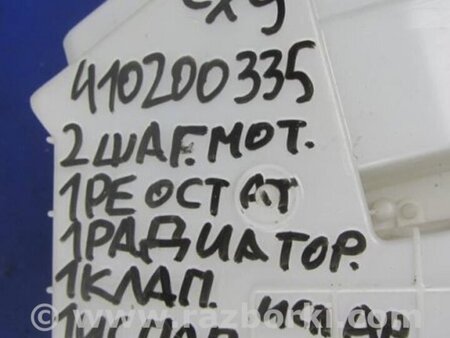 CX9
410200335
2 ШАГ. МОТ.
1 РЕОСТАТ
1 РАДИАТОР.
1 КЛАП.
© www.razborki.com